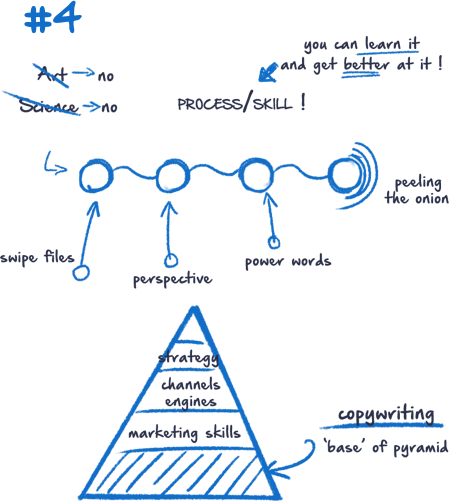 #4
you can learn it
and get better at it !
Art → no
Science → no
PROCESS/SKILL !
peeling
the onion
swipe files
perspective
power words
strategy
channels
engines
marketing skills
copywriting
'base' of pyramid